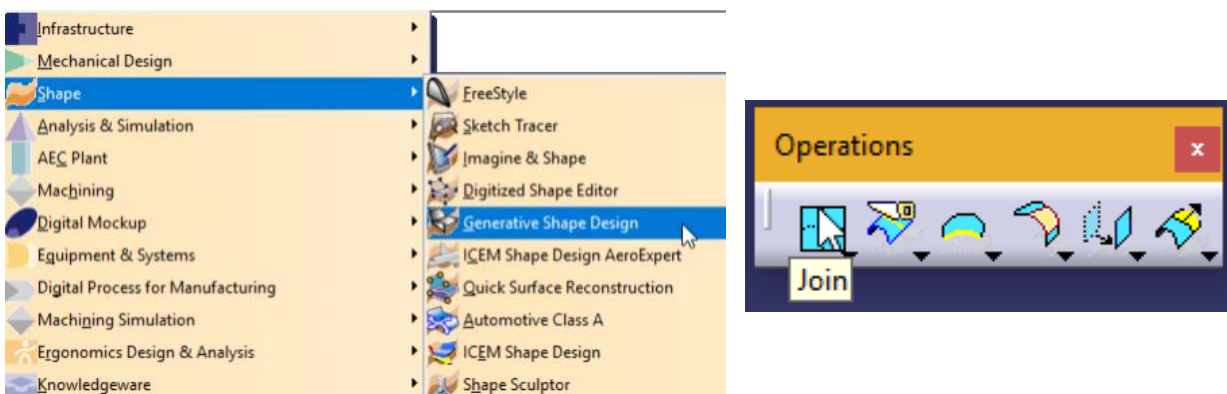 Infrastructure
Mechanical Design
Shape
Analysis & Simulation
AEC Plant
Machining
Digital Mockup
Equipment & Systems
Digital Process for Manufacturing
Machining Simulation
Ergonomics Design & Analysis
Knowledgeware
FreeStyle
Sketch Tracer
Imagine & Shape
Digitized Shape Editor
Generative Shape Design
ICEM Shape Design AeroExpert
Quick Surface Reconstruction
Automotive Class A
ICEM Shape Design
Shape Sculptor
Operations
x
Join